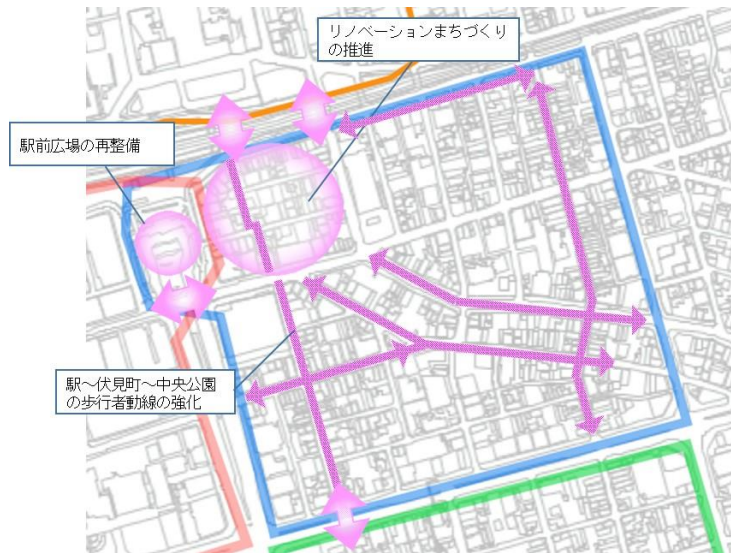 リノベーションまちづくり
の推進
駅前広場の再整備
駅～伏見町～中央公園
の歩行者動線の強化